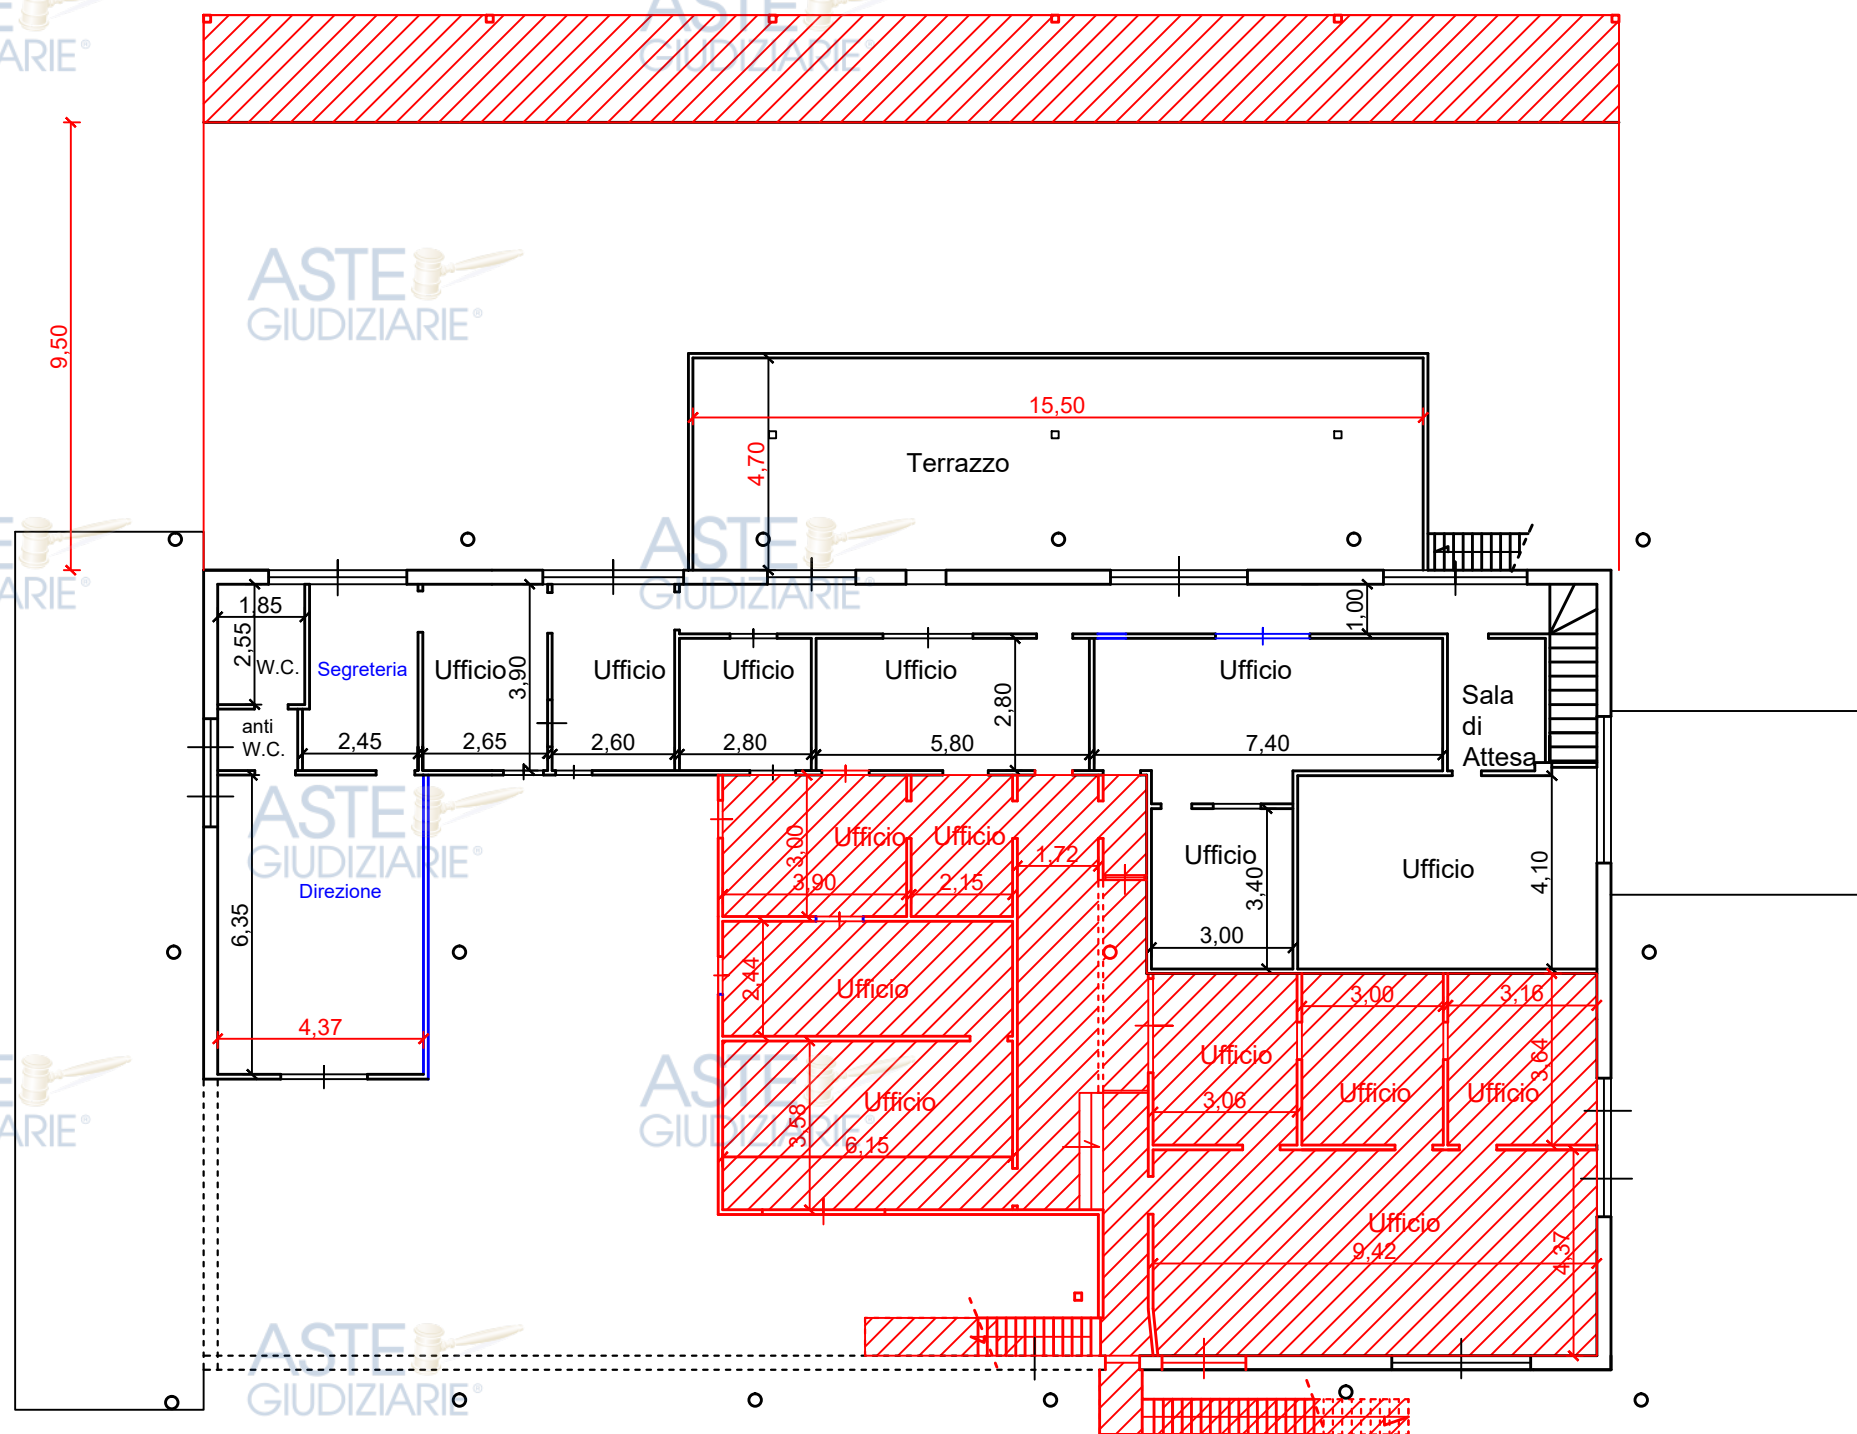 ARIE®
ASTE
GIUDIZIARIE®
9,50
ASTE
GIUDIZIARIE®
15,50
4,70
Terrazzo
ARIE®
ASTE
GIUDIZIARIE®
1,85
2,55
W.C.
anti
W.C.
Segreteria
2,45
Ufficio
2,65
3,90
Ufficio
2,60
Ufficio
2,80
Ufficio
5,80
2,80
Ufficio
7,40
1,00
Sala
di
Attesa
ASTE
GIUDIZIARIE®
Direzione
6,35
4,37
Ufficio
3,00
3,90
Ufficio
2,15
1,72
Ufficio
3,40
3,00
Ufficio
4,10
Ufficio
2,44
ARIE®
ASTE
GIUDIZIARIE
Ufficio
3,58
6,15
Ufficio
3,06
3,00
Ufficio
3,16
Ufficio
3,64
Ufficio
9,42
4,37
ASTE
GIUDIZIARIE®